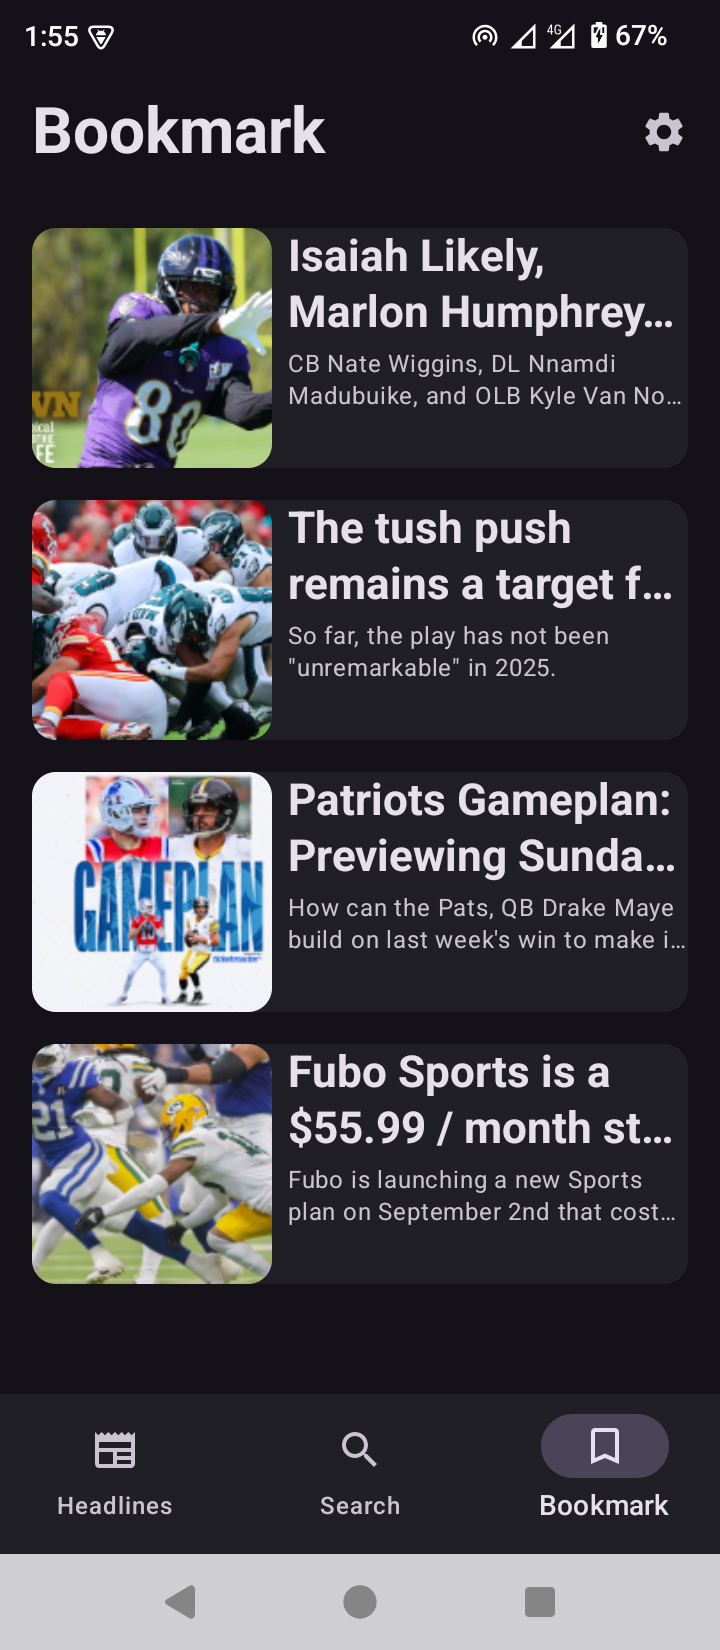 1:55
4G
67%
Bookmark
Isaiah Likely,
Marlon Humphrey…
CB Nate Wiggins, DL Nnamdi
Madubuike, and OLB Kyle Van No…
80
The tush push
remains a target f…
So far, the play has not been
"unremarkable" in 2025.
Patriots Gameplan:
Previewing Sunda…
How can the Pats, QB Drake Maye
build on last week's win to make i…
GAMEPLAN
ticketmaster
Fubo Sports is a
$55.99 / month st…
Fubo is launching a new Sports
plan on September 2nd that cost…
21
Headlines
Search
Bookmark